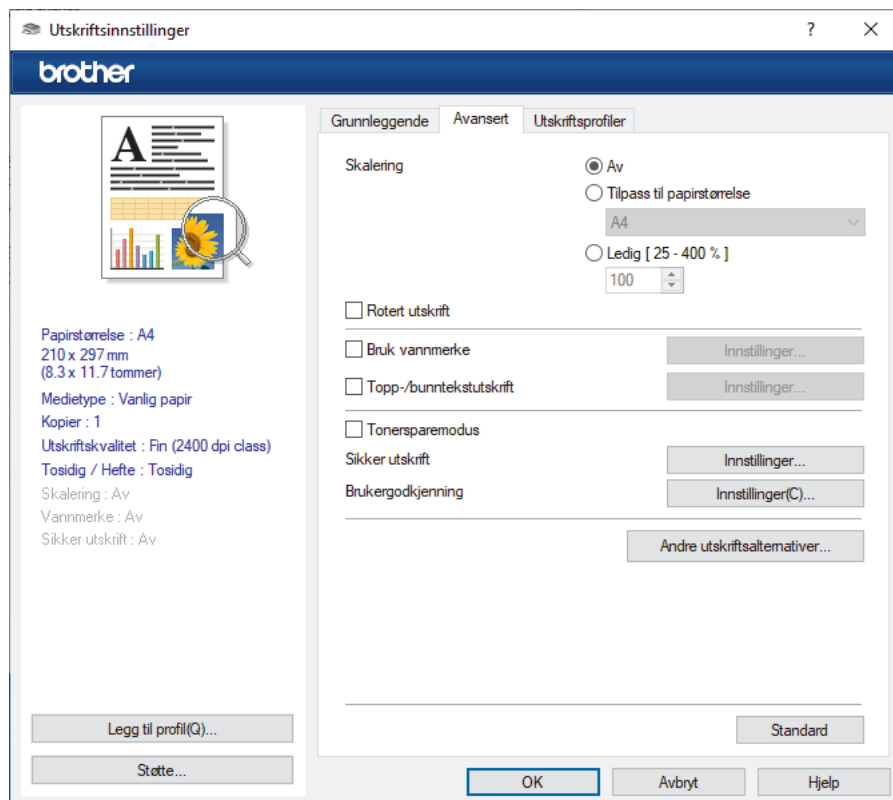 Utskriftsinnstillinger
brother
A
Papirstørrelse : A4
210 x 297 mm
(8.3 x 11.7 tommer)
Medietype : Vanlig papir
Kopier : 1
Utskriftskvalitet : Fin (2400 dpi class)
Tosidig / Hefte : Tosidig
Skalering : Av
Vannmerke : Av
Sikker utskrift : Av
Legg til profil(Q)...
Støtte...
Grunnleggende Avansert Utskriftsprofiler
Skalering Av
Tilpass til papirstørrelse
A4
Ledig [ 25 - 400 % ]
100
Rotert utskrift
Bruk vannmerke Innstillinger...
Topp-/bunntekstutskrift Innstillinger...
Tonersparemodus
Sikker utskrift Innstillinger...
Brukergodkjenning Innstillinger(C)...
Andre utskriftsalternativer...
Standard
OK Avbryt Hjelp